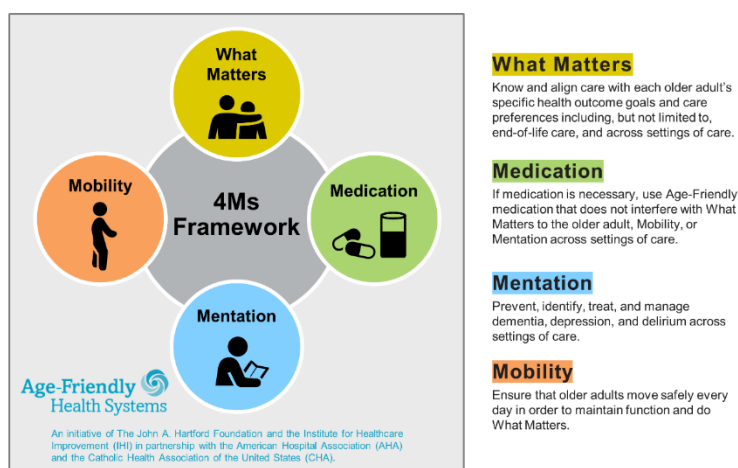 What
Matters
Mobility
4Ms
Framework
Medication
Mentation
Age-Friendly
Health Systems
An initiative of The John A. Hartford Foundation and the Institute for Healthcare
Improvement (IHI) in partnership with the American Hospital Association (AHA)
and the Catholic Health Association of the United States (CHA).
What Matters
Know and align care with each older adult's
specific health outcome goals and care
preferences including, but not limited to,
end-of-life care, and across settings of care.
Medication
If medication is necessary, use Age-Friendly
medication that does not interfere with What
Matters to the older adult, Mobility, or
Mentation across settings of care.
Mentation
Prevent, identify, treat, and manage
dementia, depression, and delirium across
settings of care.
Mobility
Ensure that older adults move safely every
day in order to maintain function and do
What Matters.